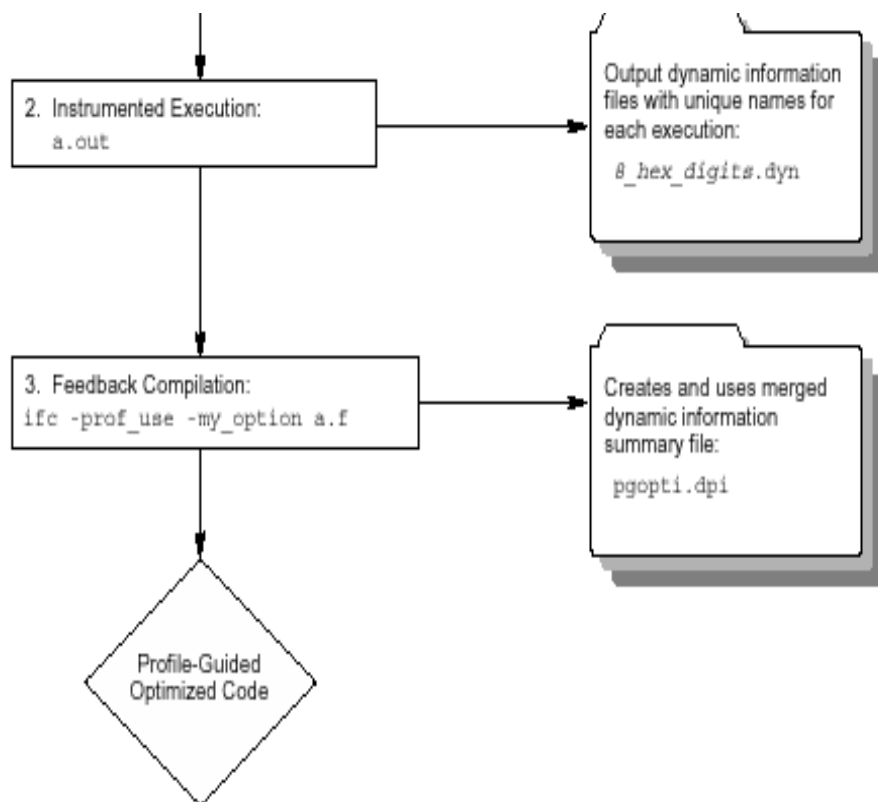 2. Instrumented Execution:
a.out
Output dynamic information
files with unique names for
each execution:
8_hex_digits.dyn
3. Feedback Compilation:
ifc -prof_use -my_option a.f
Creates and uses merged
dynamic information
summary file:
pgopti.dpi
Profile-Guided
Optimized Code